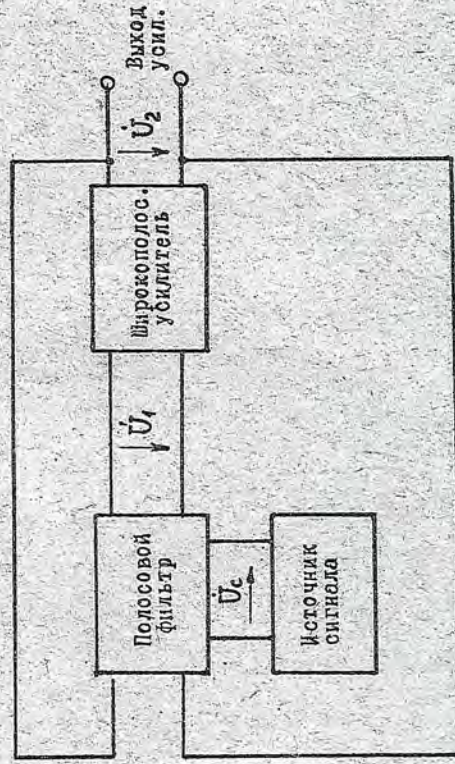 Полосовой
фильтр
U̇₁
Широкополос.
усилитель
U̇₂
Выход
усил.
U̇c
Источник
сигнала